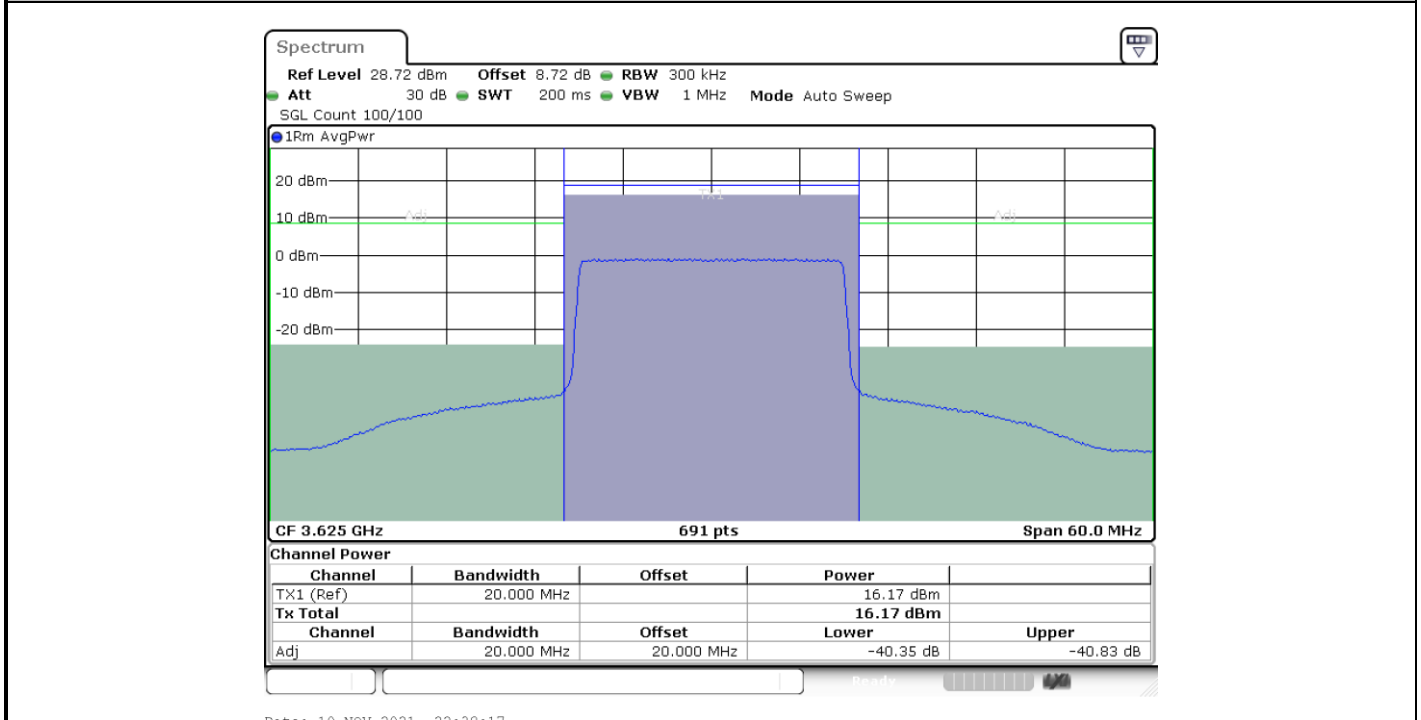 Spectrum
Ref Level 28.72 dBm Offset 8.72 dB RBW 300 kHz
Att 30 dB SWT 200 ms VBW 1 MHz Mode Auto Sweep
SGL Count 100/100
1Rm AvgPwr
20 dBm
TX1
10 dBm Adj Adj
0 dBm
-10 dBm
-20 dBm
CF 3.625 GHz 691 pts Span 60.0 MHz
Channel Power
Channel Bandwidth Offset Power
TX1 (Ref) 20.000 MHz 16.17 dBm
Tx Total 16.17 dBm
Channel Bandwidth Offset Lower Upper
Adj 20.000 MHz 20.000 MHz -40.35 dB -40.83 dB
Ready